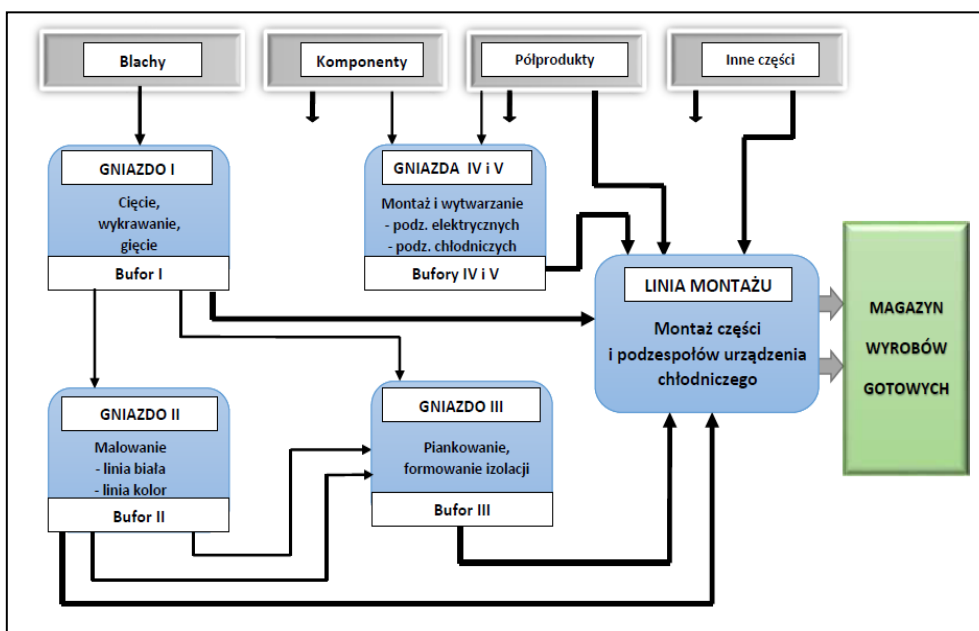 Blachy
Komponenty
Półprodukty
Inne części
GNIAZDO I
Cięcie,
wykrawanie,
gięcie
Bufor I
GNIAZDA IV i V
Montaż i wytwarzanie
- podz. elektrycznych
- podz. chłodniczych
Bufory IV i V
LINIA MONTAŻU
Montaż części
i podzespołów urządzenia
chłodniczego
MAGAZYN
WYROBÓW
GOTOWYCH
GNIAZDO II
Malowanie
- linia biała
- linia kolor
Bufor II
GNIAZDO III
Piankowanie,
formowanie izolacji
Bufor III